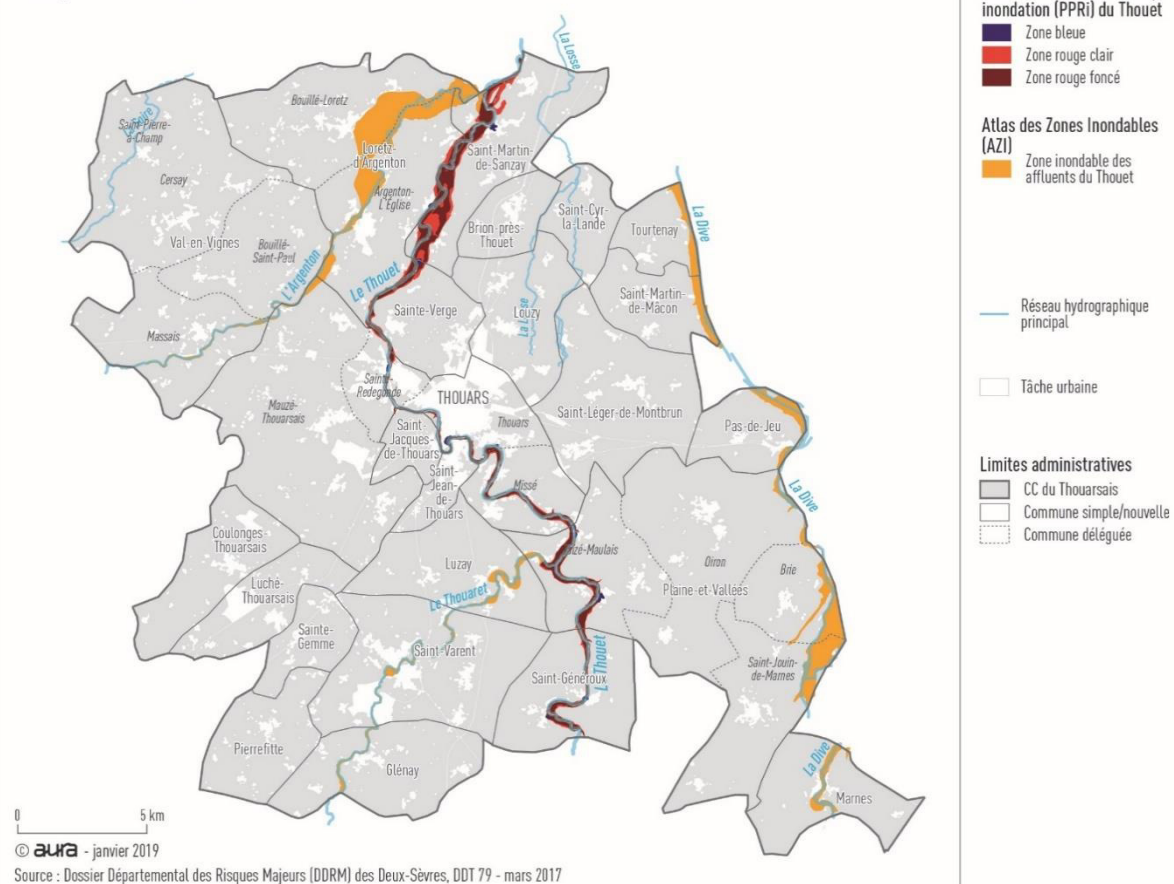 inondation (PPRi) du Thouet
Zone bleue
Zone rouge clair
Zone rouge foncé
Atlas des Zones Inondables
(AZI)
Zone inondable des
affluents du Thouet
Réseau hydrographique
principal
Tâche urbaine
Limites administratives
CC du Thouarsais
Commune simple/nouvelle
Commune déléguée
La Losse
Bouillé-Loretz
Saint-Pierre-
à-Champ
Cersay
Loretz-
d'Argenton
Argenton-
L'Église
Saint-Martin-
de-Sanzay
Val-en-Vignes
Bouillé-
Saint-Paul
L'Argenton
Le Thouet
Brion-près-
Thouet
Saint-Cyr-
la-Lande
Tourtenay
La Dive
Massais
Sainte-Verge
Louzy
La Losse
Saint-Martin-
de-Mâcon
Mauzé-
Thouarsais
THOUARS
Thouars
Saint-Léger-de-Montbrun
Pas-de-Jeu
Saint-
Jacques-
de-Thouars
Saint-
Jean-
de-
Thouars
Missé
La Dive
Coulonges-
Thouarsais
Luzay
Oiron
Brie
Plaine-et-Vallées
Luché-
Thouarsais
Le Thouaret
Sainte-
Gemme
Saint-Varent
Saint-Généroux
Le Thouet
Saint-Jouin-
de-Marnes
Pierrefitte
Glénay
La Dive
Marnes
0 5 km
© aura - janvier 2019
Source : Dossier Départemental des Risques Majeurs (DDRM) des Deux-Sèvres, DDT 79 - mars 2017